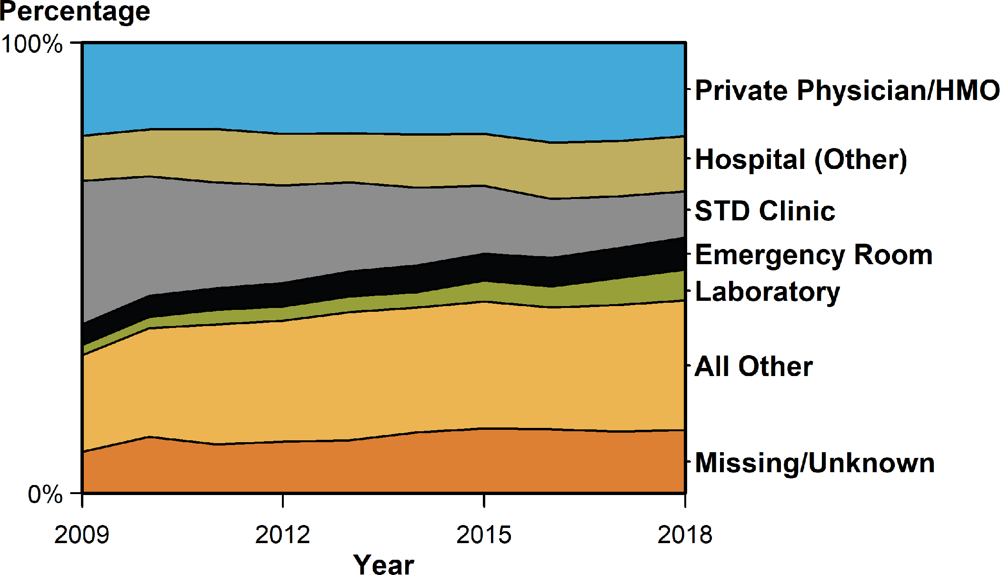 Percentage
100%
Private Physician/HMO
Hospital (Other)
STD Clinic
Emergency Room
Laboratory
All Other
Missing/Unknown
0%
2009 2012 2015 2018
Year